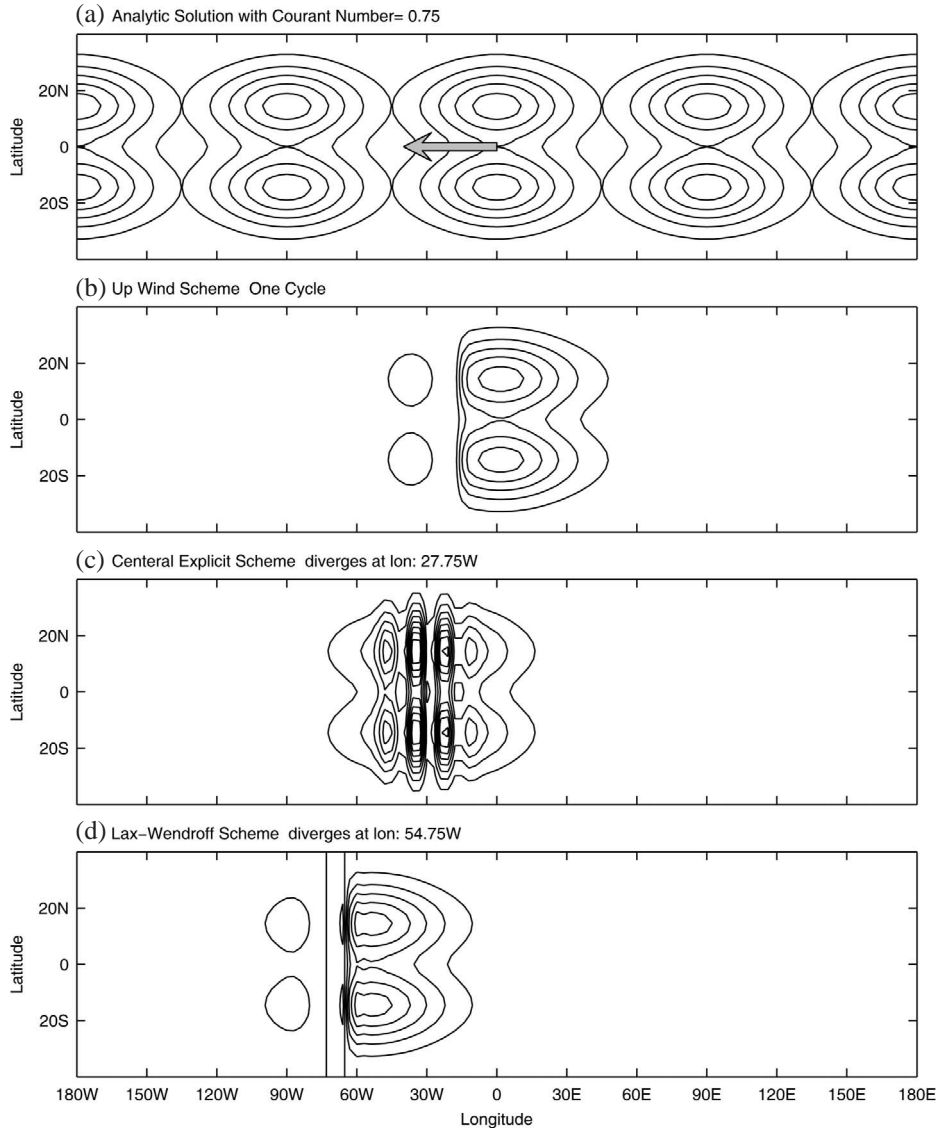 (a) Analytic Solution with Courant Number= 0.75
20N
0
20S
Latitude
(b) Up Wind Scheme One Cycle
20N
0
20S
Latitude
(c) Central Explicit Scheme diverges at lon: 27.75W
20N
0
20S
Latitude
(d) Lax−Wendroff Scheme diverges at lon: 54.75W
20N
0
20S
Latitude
180W 150W 120W 90W 60W 30W 0 30E 60E 90E 120E 150E 180E
Longitude